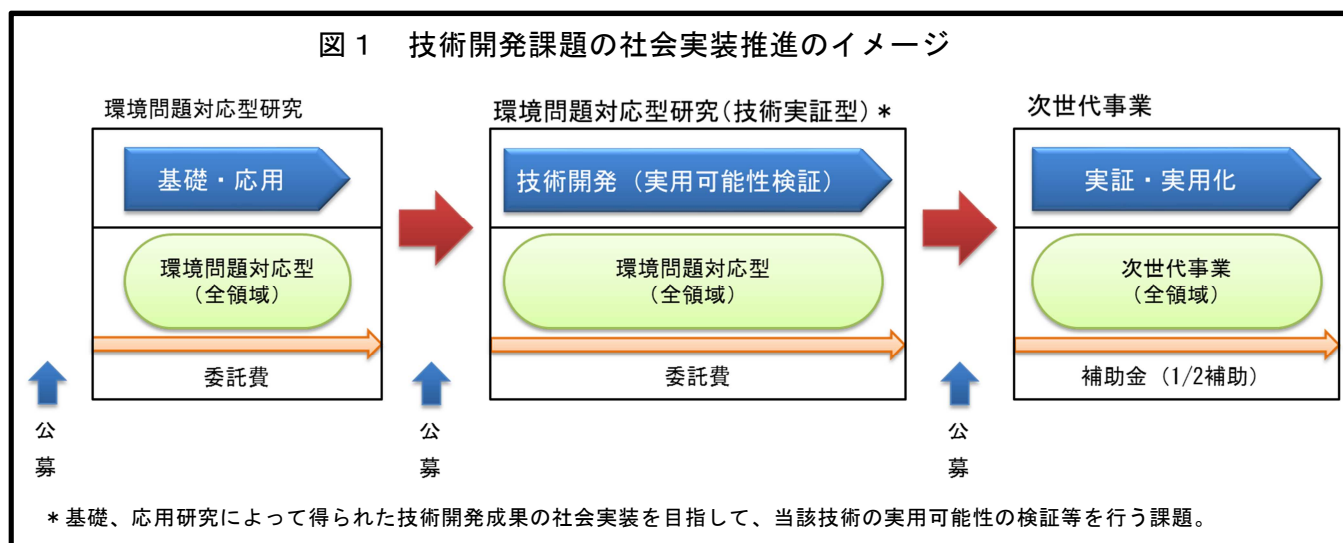 図1 技術開発課題の社会実装推進のイメージ
環境問題対応型研究
基礎・応用
環境問題対応型
(全領域)
委託費
環境問題対応型研究(技術実証型)*
技術開発(実用可能性検証)
環境問題対応型
(全領域)
委託費
次世代事業
実証・実用化
次世代事業
(全領域)
補助金(1/2補助)
公募
公募
公募
*基礎、応用研究によって得られた技術開発成果の社会実装を目指して、当該技術の実用可能性の検証等を行う課題。